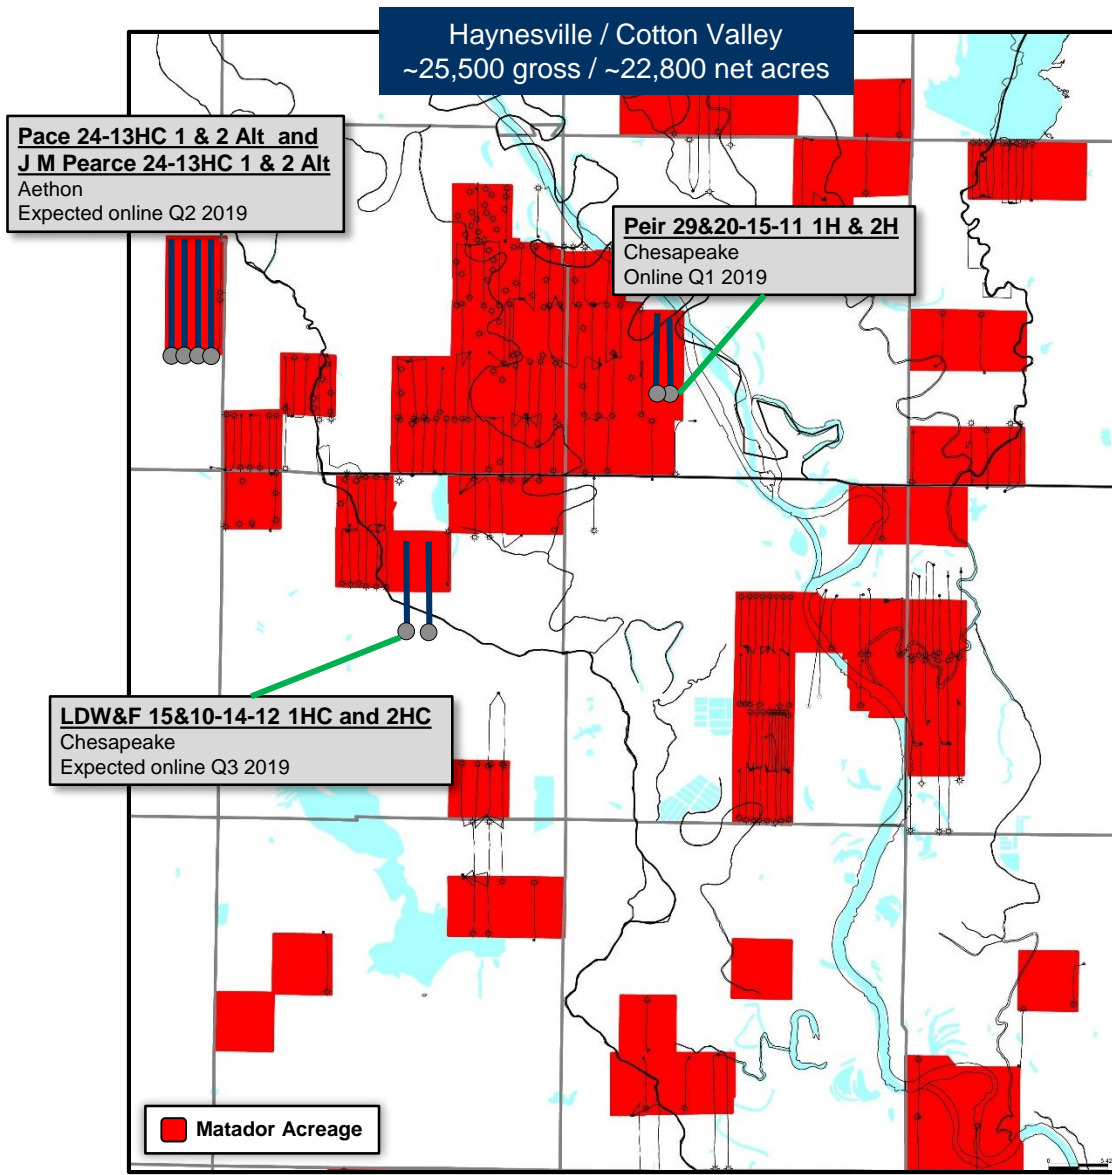 Haynesville / Cotton Valley
~25,500 gross / ~22,800 net acres
Pace 24-13HC 1 & 2 Alt and
J M Pearce 24-13HC 1 & 2 Alt
Aethon
Expected online Q2 2019
Peir 29&20-15-11 1H & 2H
Chesapeake
Online Q1 2019
LDW&F 15&10-14-12 1HC and 2HC
Chesapeake
Expected online Q3 2019
Matador Acreage